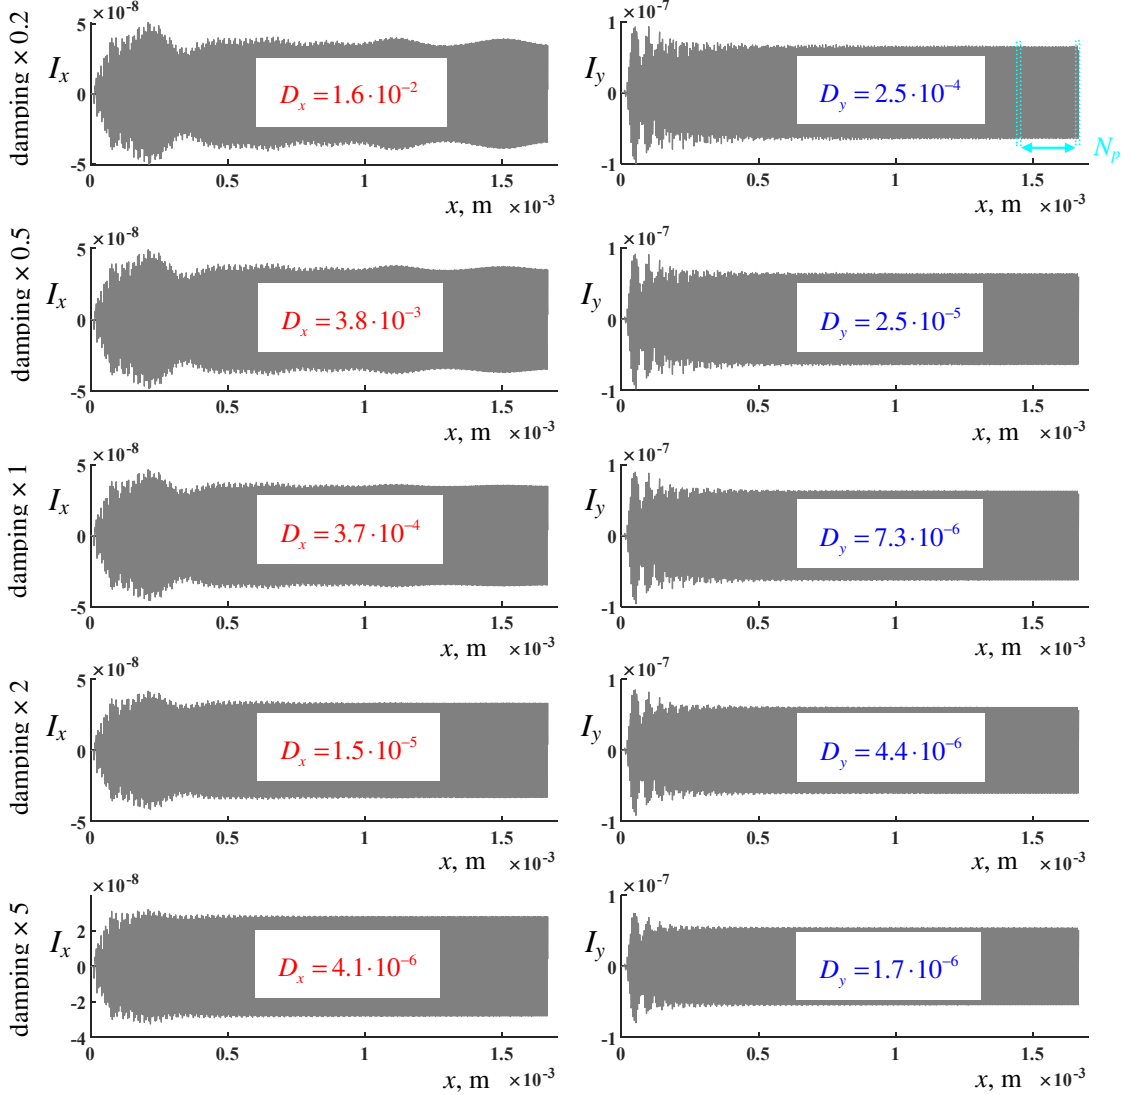 damping × 0.2
×10⁻⁸
5
0
-5
Iₓ
Dₓ = 1.6·10⁻²
0 0.5 1 1.5
x, m ×10⁻³
×10⁻⁷
1
0
-1
I_y
D_y = 2.5·10⁻⁴
N_p
0 0.5 1 1.5
x, m ×10⁻³
damping × 0.5
×10⁻⁸
5
0
-5
Iₓ
Dₓ = 3.8·10⁻³
0 0.5 1 1.5
x, m ×10⁻³
×10⁻⁷
1
0
-1
I_y
D_y = 2.5·10⁻⁵
0 0.5 1 1.5
x, m ×10⁻³
damping × 1
×10⁻⁸
5
0
-5
Iₓ
Dₓ = 3.7·10⁻⁴
0 0.5 1 1.5
x, m ×10⁻³
×10⁻⁷
1
0
-1
I_y
D_y = 7.3·10⁻⁶
0 0.5 1 1.5
x, m ×10⁻³
damping × 2
×10⁻⁸
5
0
-5
Iₓ
Dₓ = 1.5·10⁻⁵
0 0.5 1 1.5
x, m ×10⁻³
×10⁻⁷
1
0
-1
I_y
D_y = 4.4·10⁻⁶
0 0.5 1 1.5
x, m ×10⁻³
damping × 5
×10⁻⁸
2
0
-2
-4
Iₓ
Dₓ = 4.1·10⁻⁶
0 0.5 1 1.5
x, m ×10⁻³
×10⁻⁷
1
0
-1
I_y
D_y = 1.7·10⁻⁶
0 0.5 1 1.5
x, m ×10⁻³